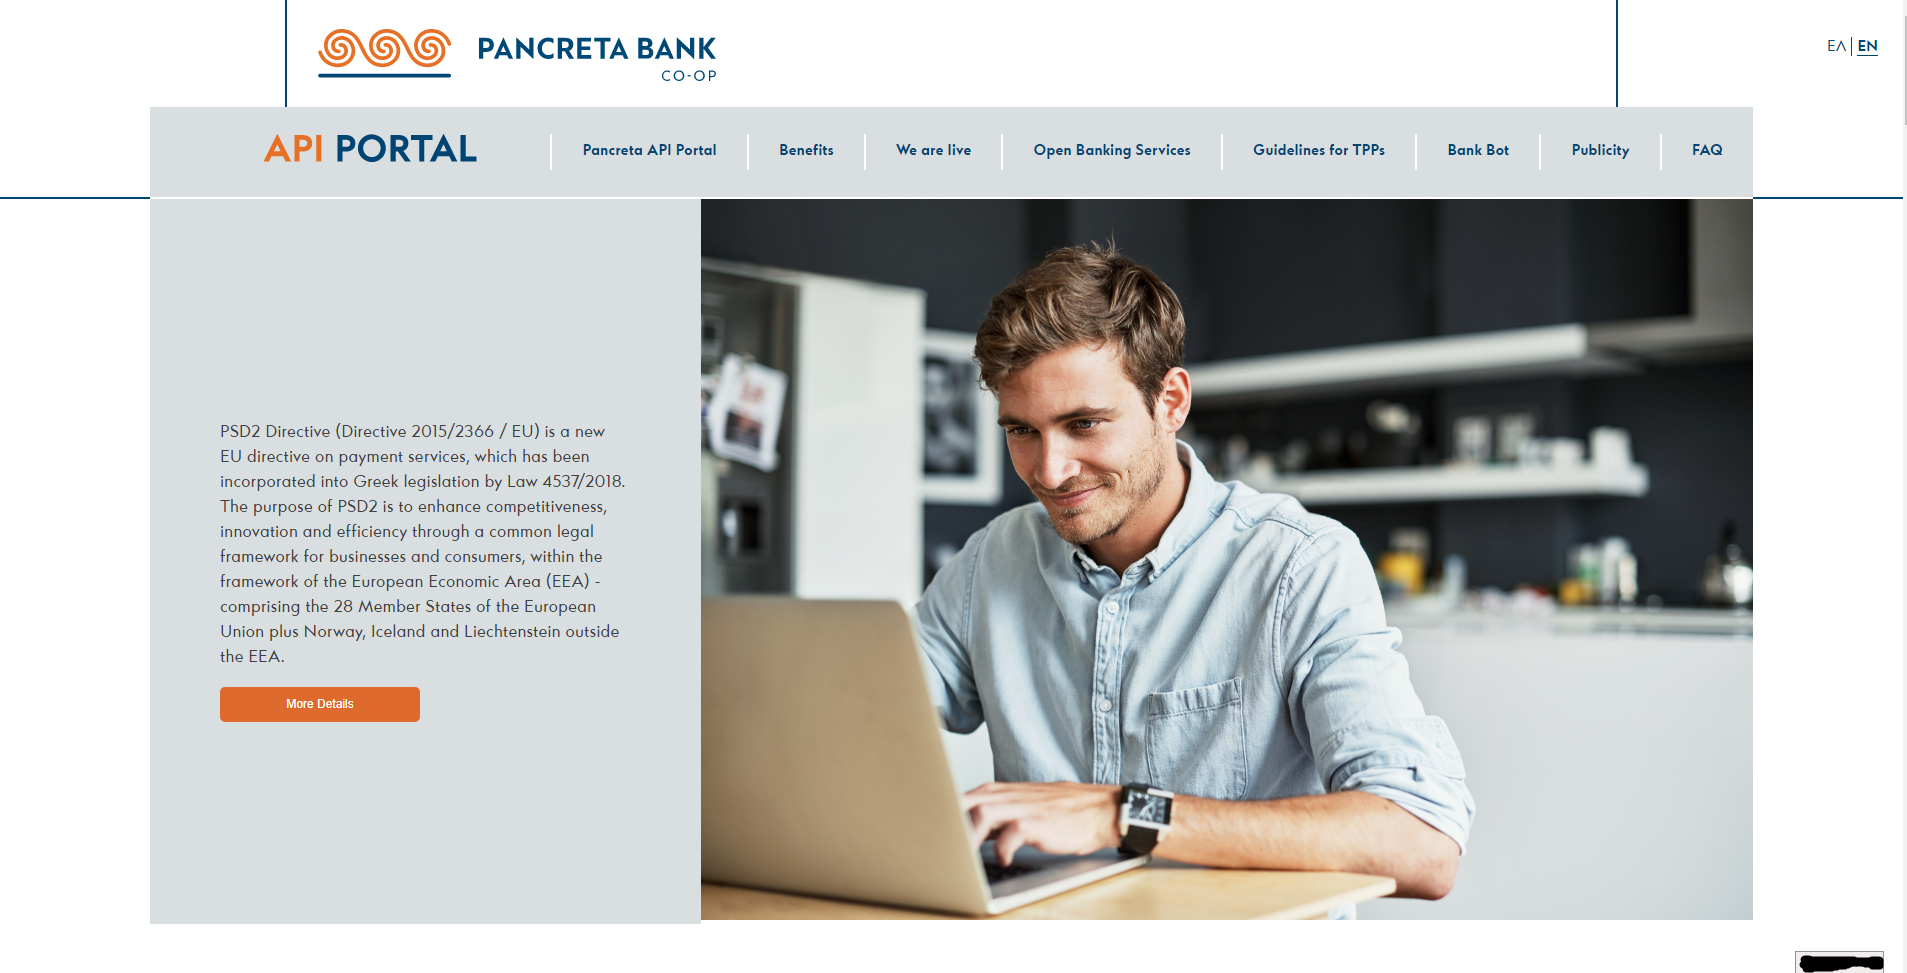 PANCRETA BANK
CO-OP
ΕΛ | EN
API PORTAL
Pancreta API Portal
Benefits
We are live
Open Banking Services
Guidelines for TPPs
Bank Bot
Publicity
FAQ
PSD2 Directive (Directive 2015/2366 / EU) is a new
EU directive on payment services, which has been
incorporated into Greek legislation by Law 4537/2018.
The purpose of PSD2 is to enhance competitiveness,
innovation and efficiency through a common legal
framework for businesses and consumers, within the
framework of the European Economic Area (EEA) -
comprising the 28 Member States of the European
Union plus Norway, Iceland and Liechtenstein outside
the EEA.
More Details